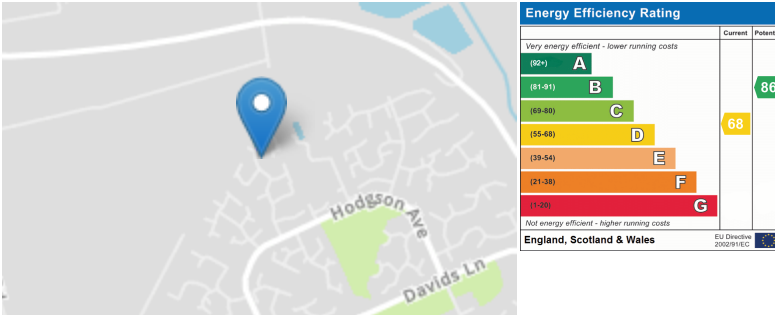 Hodgson Ave
Davids Ln
Energy Efficiency Rating
Current Potent
Very energy efficient - lower running costs
(92+) A
(81-91) B 86
(69-80) C
(55-68) D 68
(39-54) E
(21-38) F
(1-20) G
Not energy efficient - higher running costs
England, Scotland & Wales
EU Directive
2002/91/EC